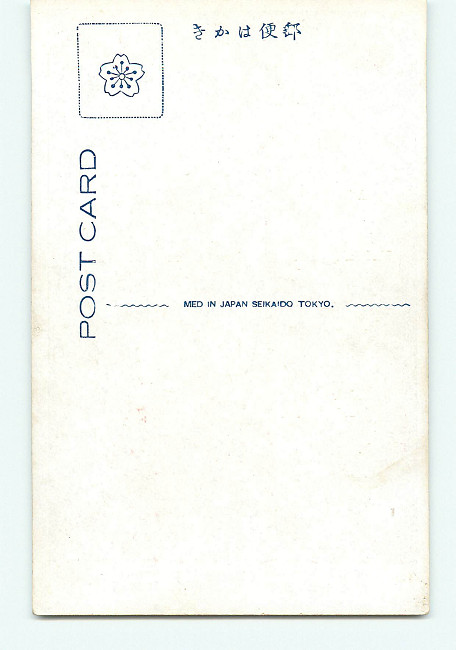 郵便はかき
POST CARD
MED IN JAPAN SEIKAIDO TOKYO.